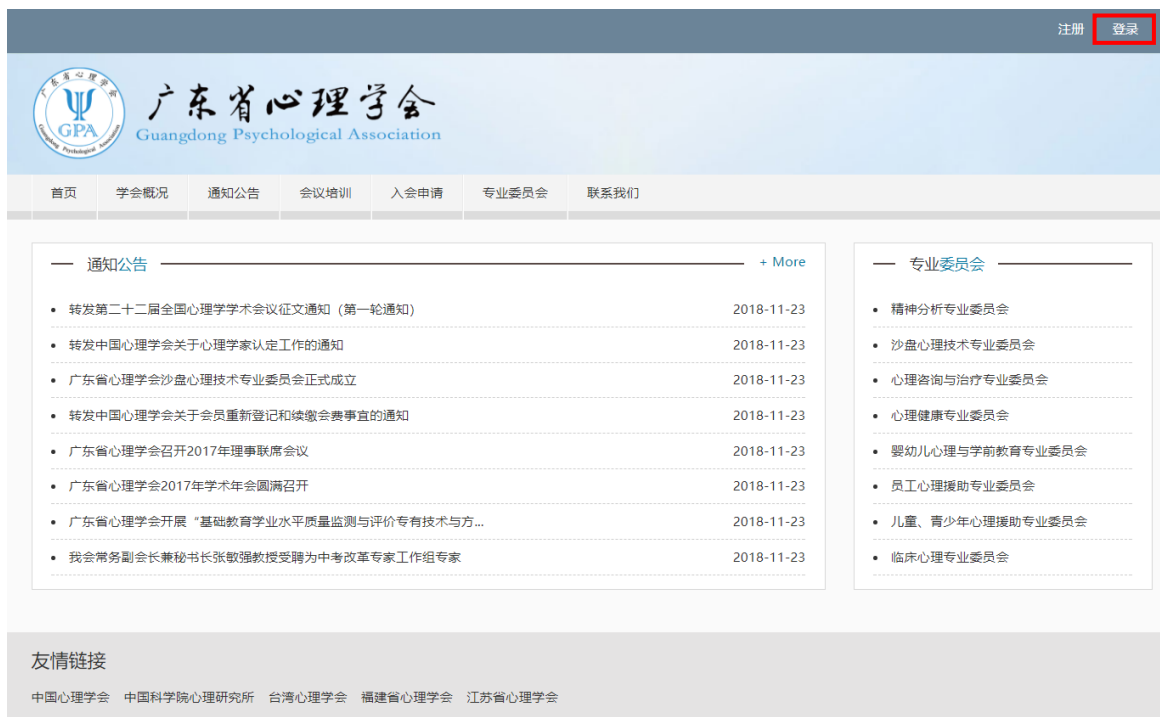 注册 登录
广东省心理学会
GPA
广东省心理学会
Guangdong Psychological Association
Guangdong Psychological Association
首页 学会概况 通知公告 会议培训 入会申请 专业委员会 联系我们
通知公告 + More
转发第二十二届全国心理学学术会议征文通知（第一轮通知） 2018-11-23
转发中国心理学会关于心理学家认定工作的通知 2018-11-23
广东省心理学会沙盘心理技术专业委员会正式成立 2018-11-23
转发中国心理学会关于会员重新登记和续缴会费事宜的通知 2018-11-23
广东省心理学会召开2017年理事联席会议 2018-11-23
广东省心理学会2017年学术年会圆满召开 2018-11-23
广东省心理学会开展“基础教育学业水平质量监测与评价专有技术与方... 2018-11-23
我会常务副会长兼秘书长张敏强教授受聘为中考改革专家工作组专家 2018-11-23
专业委员会
精神分析专业委员会
沙盘心理技术专业委员会
心理咨询与治疗专业委员会
心理健康专业委员会
婴幼儿心理与学前教育专业委员会
员工心理援助专业委员会
儿童、青少年心理援助专业委员会
临床心理专业委员会
友情链接
中国心理学会 中国科学院心理研究所 台湾心理学会 福建省心理学会 江苏省心理学会